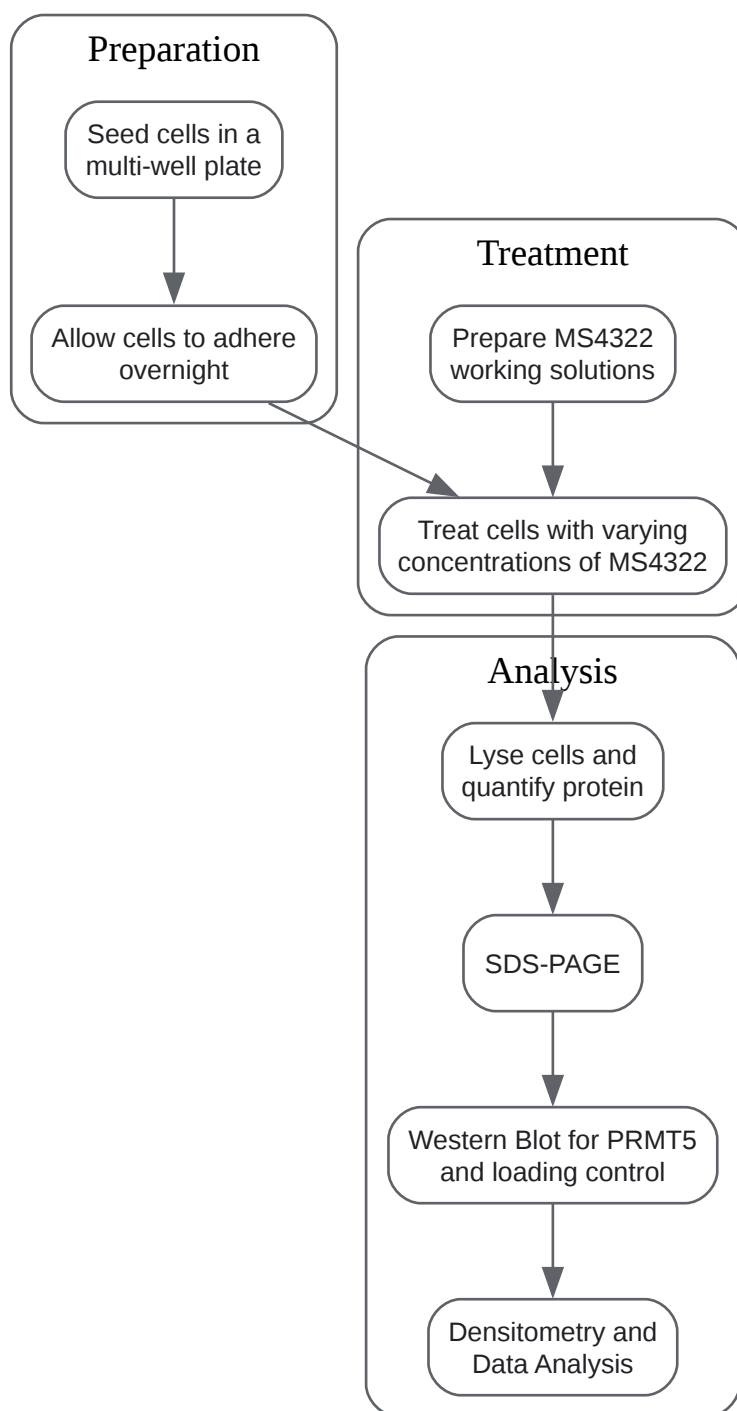 Preparation
Seed cells in a
multi-well plate
Allow cells to adhere
overnight
Treatment
Prepare MS4322
working solutions
Treat cells with varying
concentrations of MS4322
Analysis
Lyse cells and
quantify protein
SDS-PAGE
Western Blot for PRMT5
and loading control
Densitometry and
Data Analysis